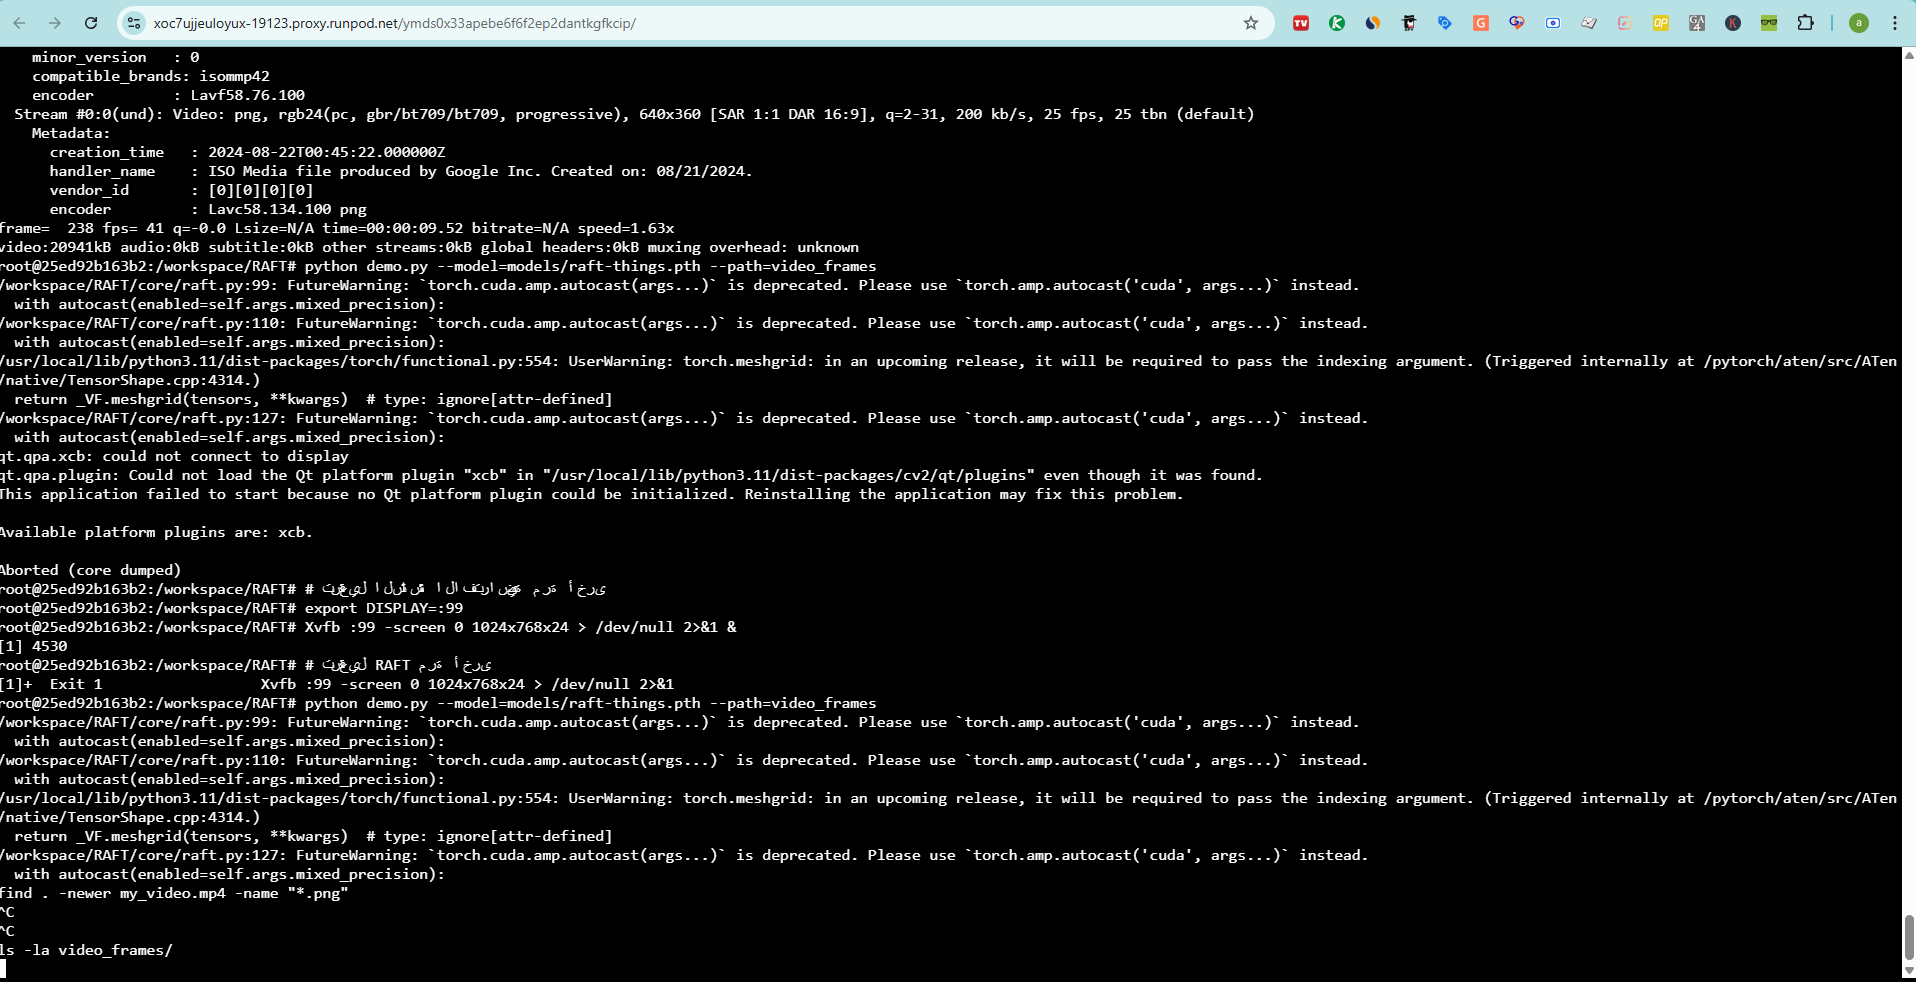 xoc7ujjeuloyux-19123.proxy.runpod.net/ymds0x33apebe6f6f2ep2dantkgfkcip/
minor_version   : 0
compatible_brands: isommp42
encoder         : Lavf58.76.100
Stream #0:0(und): Video: png, rgb24(pc, gbr/bt709/bt709, progressive), 640x360 [SAR 1:1 DAR 16:9], q=2-31, 200 kb/s, 25 fps, 25 tbn (default)
Metadata:
creation_time   : 2024-08-22T00:45:22.000000Z
handler_name    : ISO Media file produced by Google Inc. Created on: 08/21/2024.
vendor_id       : [0][0][0][0]
encoder         : Lavc58.134.100 png
frame=  238 fps= 41 q=-0.0 Lsize=N/A time=00:00:09.52 bitrate=N/A speed=1.63x
video:20941kB audio:0kB subtitle:0kB other streams:0kB global headers:0kB muxing overhead: unknown
root@25ed92b163b2:/workspace/RAFT# python demo.py --model=models/raft-things.pth --path=video_frames
/workspace/RAFT/core/raft.py:99: FutureWarning: `torch.cuda.amp.autocast(args...)` is deprecated. Please use `torch.amp.autocast('cuda', args...)` instead.
with autocast(enabled=self.args.mixed_precision):
/workspace/RAFT/core/raft.py:110: FutureWarning: `torch.cuda.amp.autocast(args...)` is deprecated. Please use `torch.amp.autocast('cuda', args...)` instead.
with autocast(enabled=self.args.mixed_precision):
/usr/local/lib/python3.11/dist-packages/torch/functional.py:554: UserWarning: torch.meshgrid: in an upcoming release, it will be required to pass the indexing argument. (Triggered internally at /pytorch/aten/src/ATen
/native/TensorShape.cpp:4314.)
return _VF.meshgrid(tensors, **kwargs)  # type: ignore[attr-defined]
/workspace/RAFT/core/raft.py:127: FutureWarning: `torch.cuda.amp.autocast(args...)` is deprecated. Please use `torch.amp.autocast('cuda', args...)` instead.
with autocast(enabled=self.args.mixed_precision):
qt.qpa.xcb: could not connect to display
qt.qpa.plugin: Could not load the Qt platform plugin "xcb" in "/usr/local/lib/python3.11/dist-packages/cv2/qt/plugins" even though it was found.
This application failed to start because no Qt platform plugin could be initialized. Reinstalling the application may fix this problem.
Available platform plugins are: xcb.
Aborted (core dumped)
root@25ed92b163b2:/workspace/RAFT# # تشغيل الشاشة الافتراضية مرة أخرى
root@25ed92b163b2:/workspace/RAFT# export DISPLAY=:99
root@25ed92b163b2:/workspace/RAFT# Xvfb :99 -screen 0 1024x768x24 > /dev/null 2>&1 &
[1] 4530
root@25ed92b163b2:/workspace/RAFT# # تشغيل RAFT مرة أخرى
[1]+  Exit 1                  Xvfb :99 -screen 0 1024x768x24 > /dev/null 2>&1
root@25ed92b163b2:/workspace/RAFT# python demo.py --model=models/raft-things.pth --path=video_frames
/workspace/RAFT/core/raft.py:99: FutureWarning: `torch.cuda.amp.autocast(args...)` is deprecated. Please use `torch.amp.autocast('cuda', args...)` instead.
with autocast(enabled=self.args.mixed_precision):
/workspace/RAFT/core/raft.py:110: FutureWarning: `torch.cuda.amp.autocast(args...)` is deprecated. Please use `torch.amp.autocast('cuda', args...)` instead.
with autocast(enabled=self.args.mixed_precision):
/usr/local/lib/python3.11/dist-packages/torch/functional.py:554: UserWarning: torch.meshgrid: in an upcoming release, it will be required to pass the indexing argument. (Triggered internally at /pytorch/aten/src/ATen
/native/TensorShape.cpp:4314.)
return _VF.meshgrid(tensors, **kwargs)  # type: ignore[attr-defined]
/workspace/RAFT/core/raft.py:127: FutureWarning: `torch.cuda.amp.autocast(args...)` is deprecated. Please use `torch.amp.autocast('cuda', args...)` instead.
with autocast(enabled=self.args.mixed_precision):
find . -newer my_video.mp4 -name "*.png"
^C
^C
ls -la video_frames/